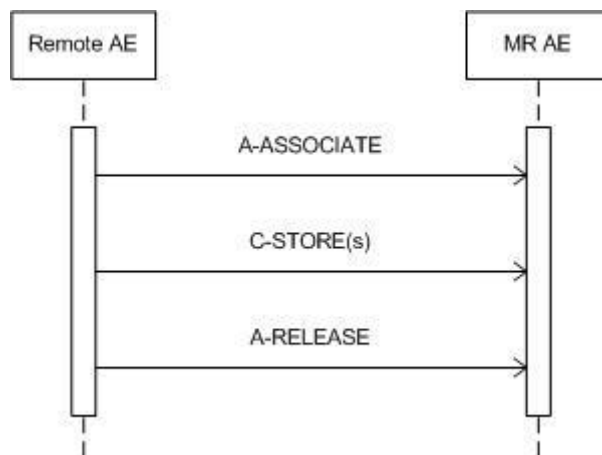 Remote AE
MR AE
A-ASSOCIATE
C-STORE(s)
A-RELEASE